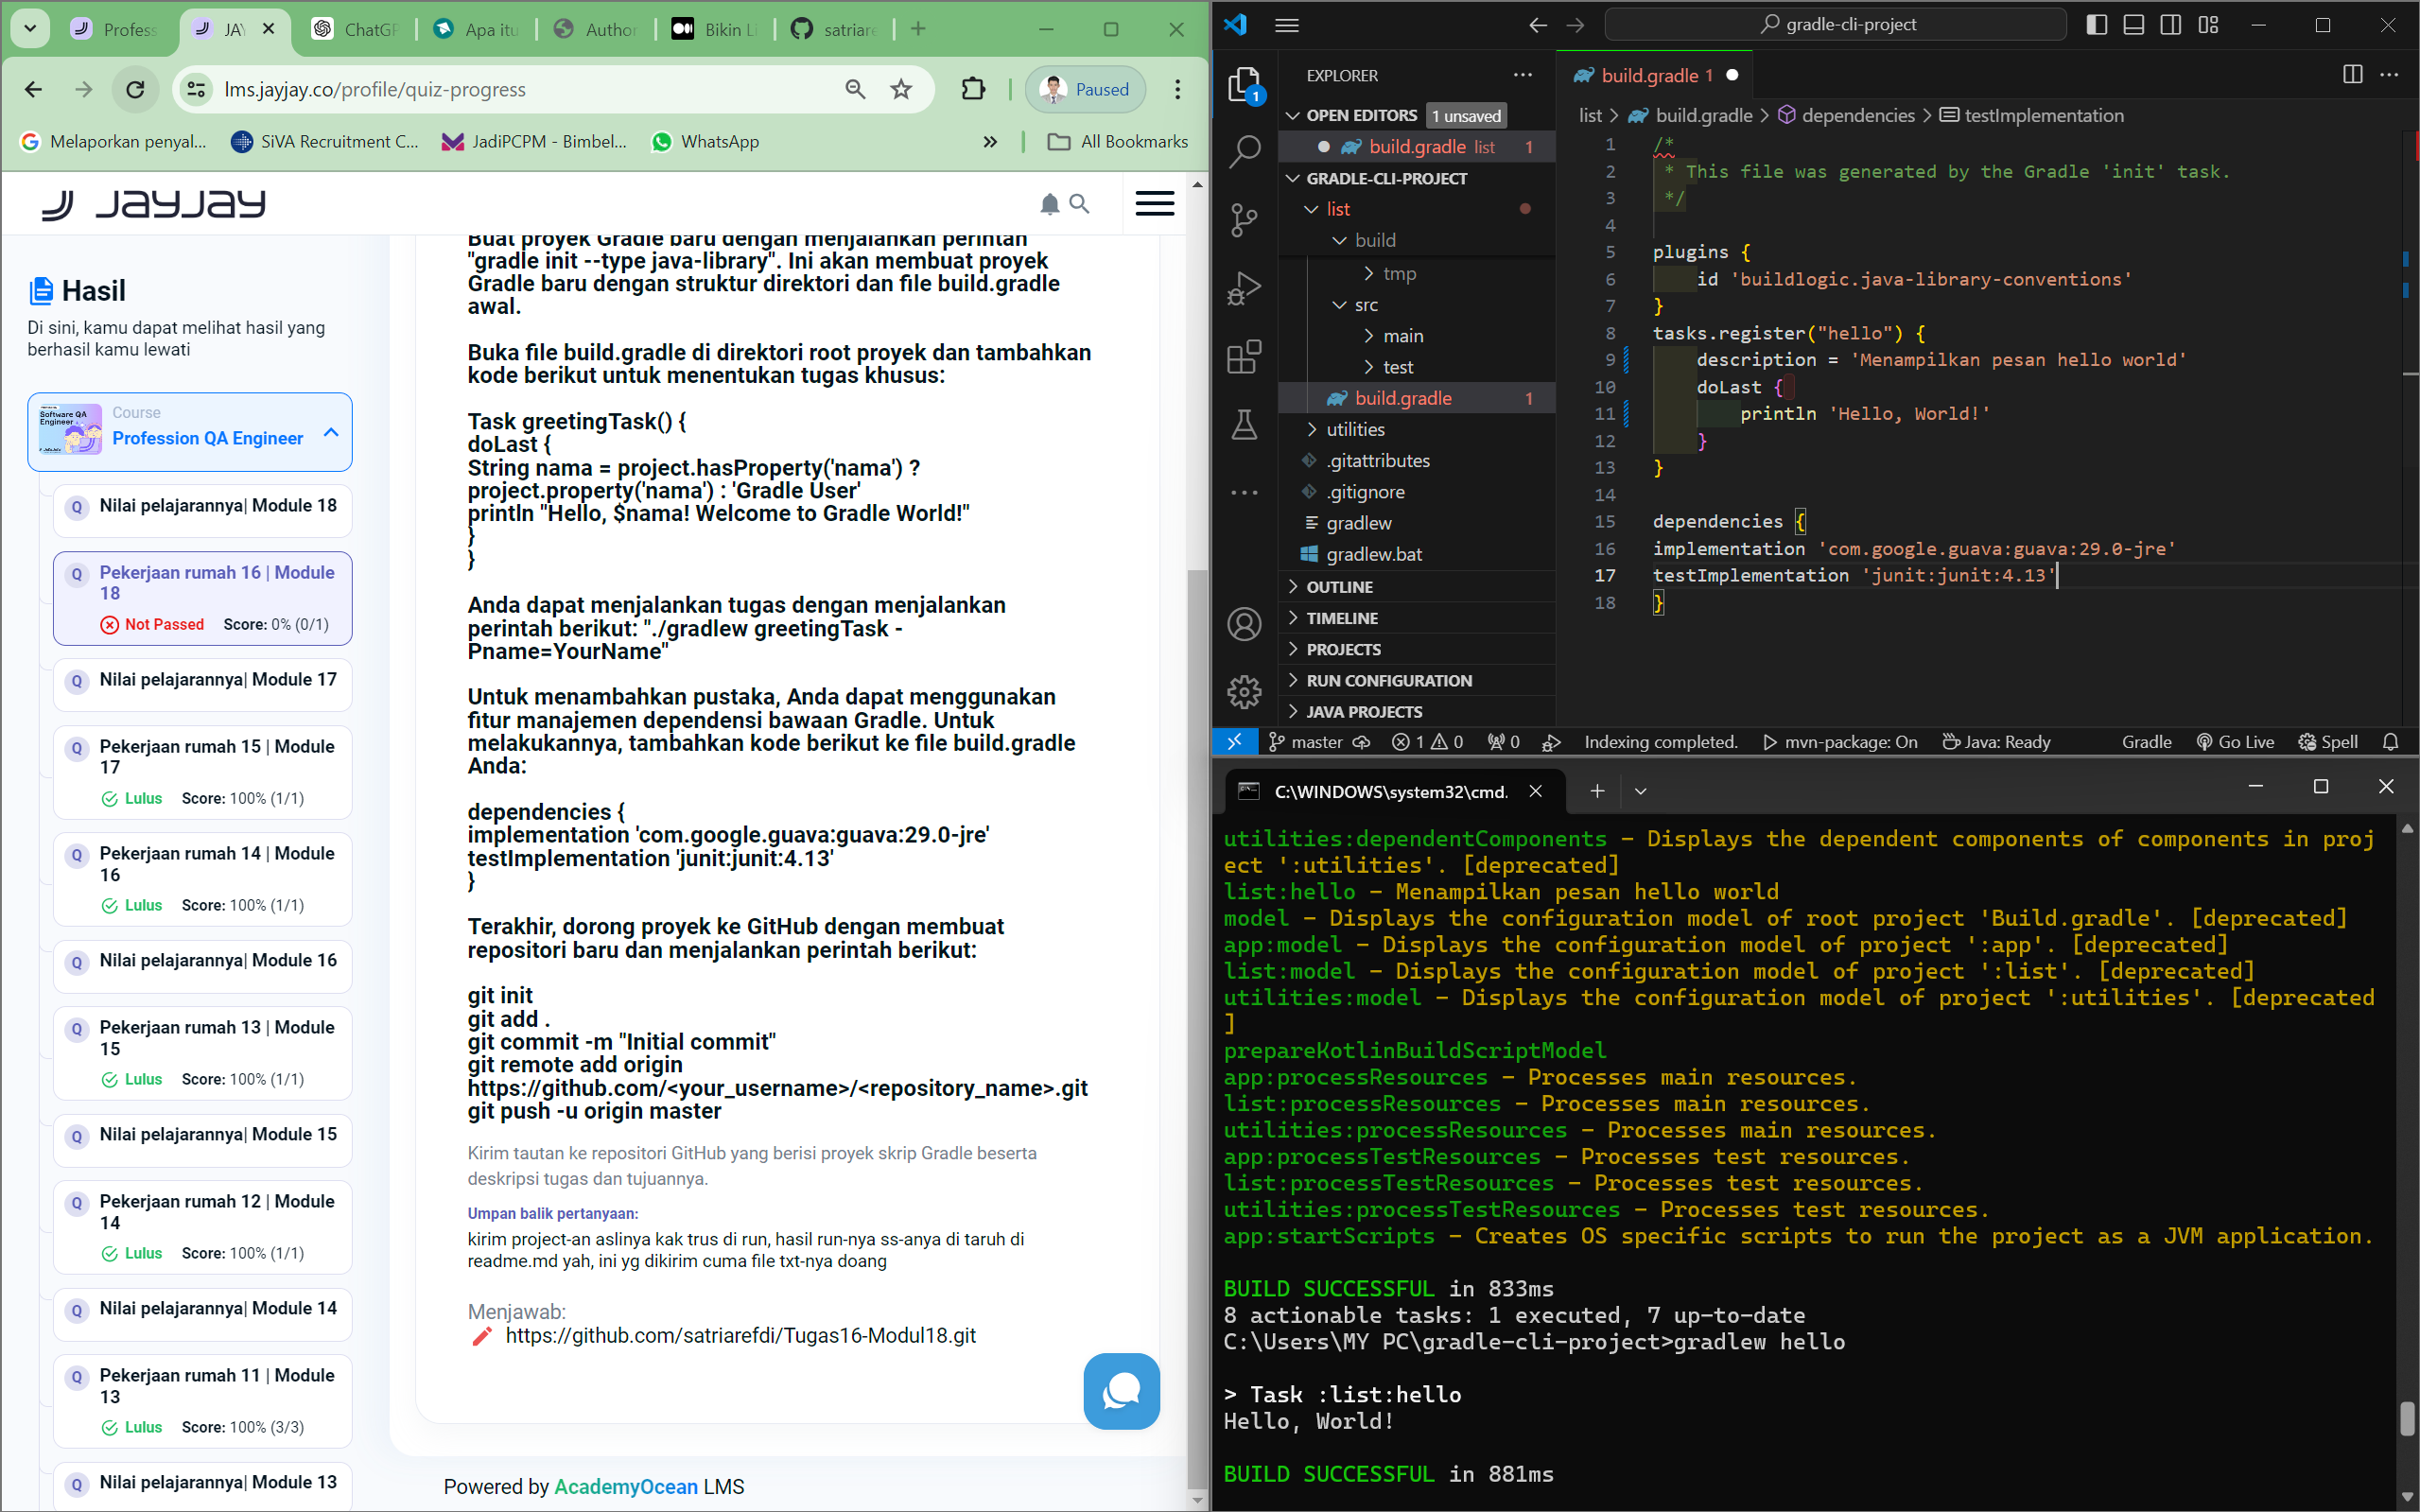 Profess
JAY
ChatGP
Apa itu
Author
Bikin Li
satriare
lms.jayjay.co/profile/quiz-progress
Paused
Melaporkan penyal...
SiVA Recruitment C...
JadiPCPM - Bimbel...
WhatsApp
All Bookmarks
JAYJAY
Hasil
Di sini, kamu dapat melihat hasil yang
berhasil kamu lewati
Software QA
Engineer
Course
Profession QA Engineer
Q Nilai pelajarannya| Module 18
Q Pekerjaan rumah 16 | Module
18
Not Passed Score: 0% (0/1)
Q Nilai pelajarannya| Module 17
Q Pekerjaan rumah 15 | Module
17
Lulus Score: 100% (1/1)
Q Pekerjaan rumah 14 | Module
16
Lulus Score: 100% (1/1)
Q Nilai pelajarannya| Module 16
Q Pekerjaan rumah 13 | Module
15
Lulus Score: 100% (1/1)
Q Nilai pelajarannya| Module 15
Q Pekerjaan rumah 12 | Module
14
Lulus Score: 100% (1/1)
Q Nilai pelajarannya| Module 14
Q Pekerjaan rumah 11 | Module
13
Lulus Score: 100% (3/3)
Q Nilai pelajarannya| Module 13
Buat proyek Gradle baru dengan menjalankan perintah
"gradle init --type java-library". Ini akan membuat proyek
Gradle baru dengan struktur direktori dan file build.gradle
awal.
Buka file build.gradle di direktori root proyek dan tambahkan
kode berikut untuk menentukan tugas khusus:
Task greetingTask() {
doLast {
String nama = project.hasProperty('nama') ?
project.property('nama') : 'Gradle User'
println "Hello, $nama! Welcome to Gradle World!"
}
}
Anda dapat menjalankan tugas dengan menjalankan
perintah berikut: "./gradlew greetingTask -
Pname=YourName"
Untuk menambahkan pustaka, Anda dapat menggunakan
fitur manajemen dependensi bawaan Gradle. Untuk
melakukannya, tambahkan kode berikut ke file build.gradle
Anda:
dependencies {
implementation 'com.google.guava:guava:29.0-jre'
testImplementation 'junit:junit:4.13'
}
Terakhir, dorong proyek ke GitHub dengan membuat
repositori baru dan menjalankan perintah berikut:
git init
git add .
git commit -m "Initial commit"
git remote add origin
https://github.com/<your_username>/<repository_name>.git
git push -u origin master
Kirim tautan ke repositori GitHub yang berisi proyek skrip Gradle beserta
deskripsi tugas dan tujuannya.
Umpan balik pertanyaan:
kirim project-an aslinya kak trus di run, hasil run-nya ss-anya di taruh di
readme.md yah, ini yg dikirim cuma file txt-nya doang
Menjawab:
https://github.com/satriarefdi/Tugas16-Modul18.git
Powered by AcademyOcean LMS
gradle-cli-project
1
EXPLORER
OPEN EDITORS 1 unsaved
build.gradle list 1
GRADLE-CLI-PROJECT
list
build
tmp
src
main
test
build.gradle 1
utilities
.gitattributes
.gitignore
gradlew
gradlew.bat
OUTLINE
TIMELINE
PROJECTS
RUN CONFIGURATION
JAVA PROJECTS
build.gradle 1
list > build.gradle > dependencies > testImplementation
1 /*
2 * This file was generated by the Gradle 'init' task.
3 */
4
5 plugins {
6 id 'buildlogic.java-library-conventions'
7 }
8 tasks.register("hello") {
9 description = 'Menampilkan pesan hello world'
10 doLast {
11 println 'Hello, World!'
12 }
13 }
14
15 dependencies {
16 implementation 'com.google.guava:guava:29.0-jre'
17 testImplementation 'junit:junit:4.13'
18 }
master 1 0 0 Indexing completed. mvn-package: On Java: Ready Gradle Go Live Spell
C:\WINDOWS\system32\cmd.
utilities:dependentComponents - Displays the dependent components of components in proj
ect ':utilities'. [deprecated]
list:hello - Menampilkan pesan hello world
model - Displays the configuration model of root project 'Build.gradle'. [deprecated]
app:model - Displays the configuration model of project ':app'. [deprecated]
list:model - Displays the configuration model of project ':list'. [deprecated]
utilities:model - Displays the configuration model of project ':utilities'. [deprecated
]
prepareKotlinBuildScriptModel
app:processResources - Processes main resources.
list:processResources - Processes main resources.
utilities:processResources - Processes main resources.
app:processTestResources - Processes test resources.
list:processTestResources - Processes test resources.
utilities:processTestResources - Processes test resources.
app:startScripts - Creates OS specific scripts to run the project as a JVM application.
BUILD SUCCESSFUL in 833ms
8 actionable tasks: 1 executed, 7 up-to-date
C:\Users\MY PC\gradle-cli-project>gradlew hello
> Task :list:hello
Hello, World!
BUILD SUCCESSFUL in 881ms